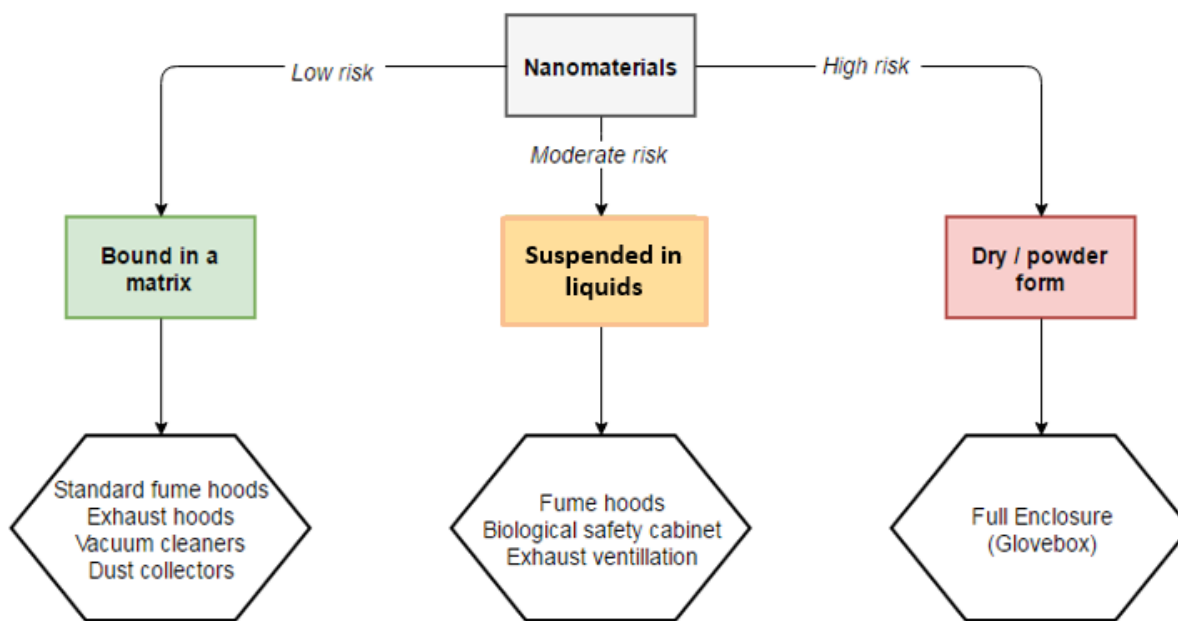 Nanomaterials
Low risk
High risk
Moderate risk
Bound in a
matrix
Suspended in
liquids
Dry / powder
form
Standard fume hoods
Exhaust hoods
Vacuum cleaners
Dust collectors
Fume hoods
Biological safety cabinet
Exhaust ventillation
Full Enclosure
(Glovebox)